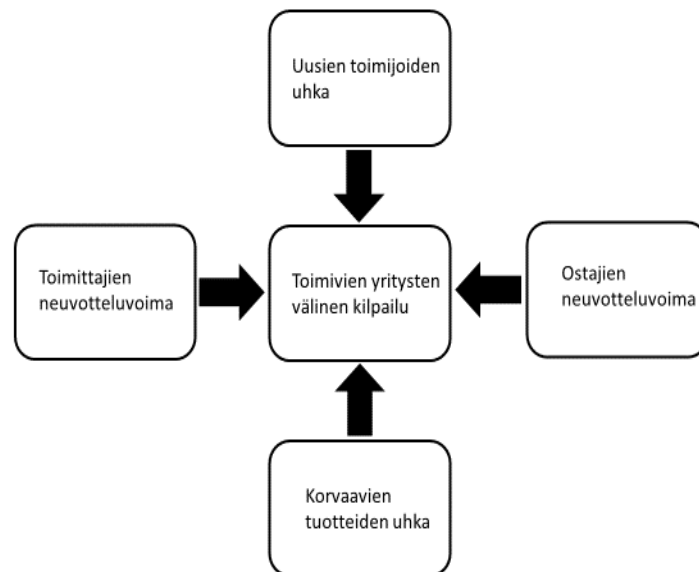 Uusien toimijoiden
uhka
Toimittajien
neuvotteluvoima
Toimivien yritysten
välinen kilpailu
Ostajien
neuvotteluvoima
Korvaavien
tuotteiden uhka